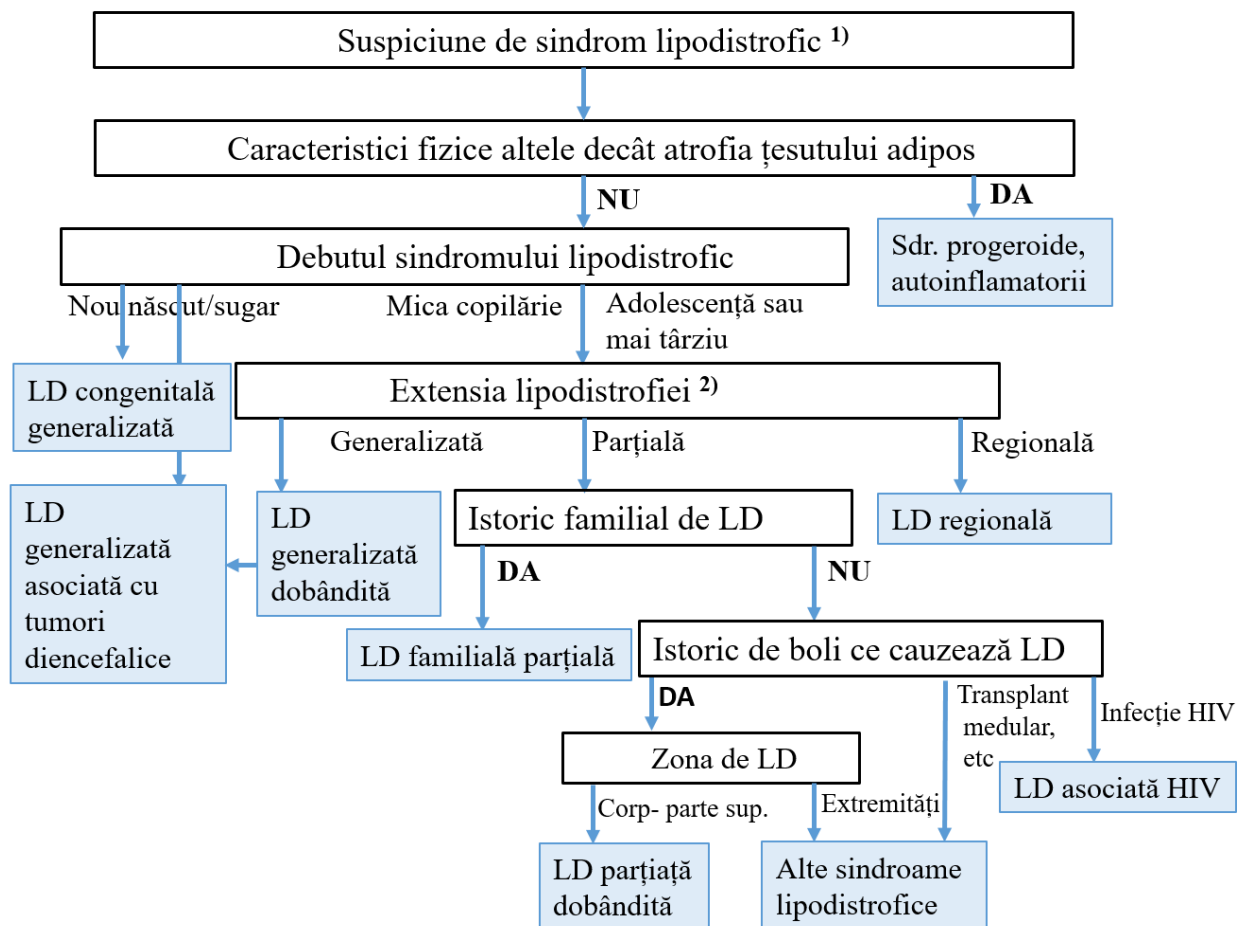 Suspiciune de sindrom lipodistrofic 1)
Caracteristici fizice altele decât atrofia țesutului adipos
NU
DA
Debutul sindromului lipodistrofic
Sdr. progeroide,
autoinflamatorii
Nou născut/sugar
Mica copilărie
Adolescență sau
mai târziu
LD congenitală
generalizată
Extensia lipodistrofiei 2)
Generalizată
Parțială
Regională
LD
generalizată
asociată cu
tumori
diencefalice
LD
generalizată
dobândită
Istoric familial de LD
LD regională
DA
NU
LD familială parțială
Istoric de boli ce cauzează LD
DA
Transplant
medular,
etc
Infecție HIV
Zona de LD
LD asociată HIV
Corp- parte sup.
Extremități
LD parțiață
dobândită
Alte sindroame
lipodistrofice